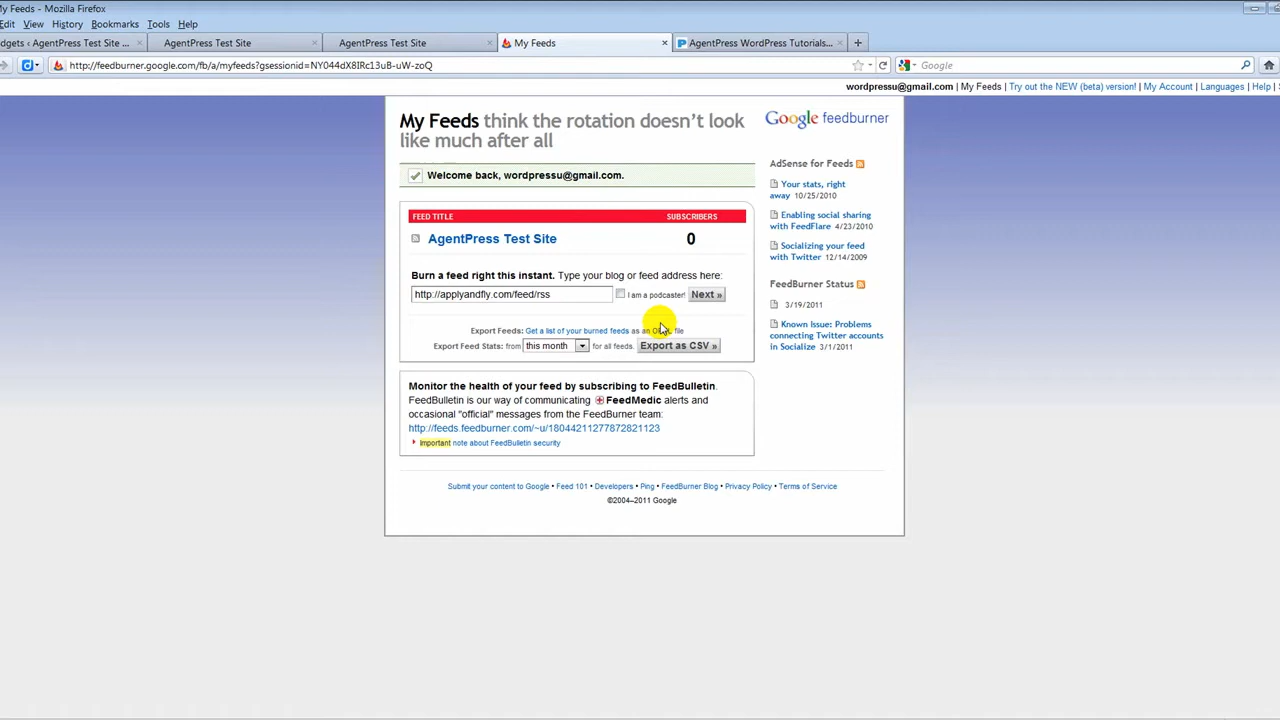 My Feeds - Mozilla Firefox
Edit View History Bookmarks Tools Help
dgets ‹ AgentPress Test Site ... AgentPress Test Site AgentPress Test Site My Feeds AgentPress WordPress Tutorials...
http://feedburner.google.com/fb/a/myfeeds?gsessionid=NY044dX8IRc13uB-uW-zoQ Google
wordpressu@gmail.com | My Feeds | Try out the NEW (beta) version! | My Account | Languages | Help |
My Feeds think the rotation doesn't look
like much after all
Google feedburner
Welcome back, wordpressu@gmail.com.
FEED TITLE SUBSCRIBERS
AgentPress Test Site 0
Burn a feed right this instant. Type your blog or feed address here:
http://applyandfly.com/feed/rss I am a podcaster! Next »
Export Feeds: Get a list of your burned feeds as an file
Export Feed Stats: from this month for all feeds. Export as CSV »
Monitor the health of your feed by subscribing to FeedBulletin.
FeedBulletin is our way of communicating FeedMedic alerts and
occasional "official" messages from the FeedBurner team:
http://feeds.feedburner.com/~u/18044211277872821123
Important note about FeedBulletin security
AdSense for Feeds
Your stats, right
away 10/25/2010
Enabling social sharing
with FeedFlare 4/23/2010
Socializing your feed
with Twitter 12/14/2009
FeedBurner Status
3/19/2011
Known Issue: Problems
connecting Twitter accounts
in Socialize 3/1/2011
Submit your content to Google • Feed 101 • Developers • Ping • FeedBurner Blog • Privacy Policy • Terms of Service
©2004–2011 Google